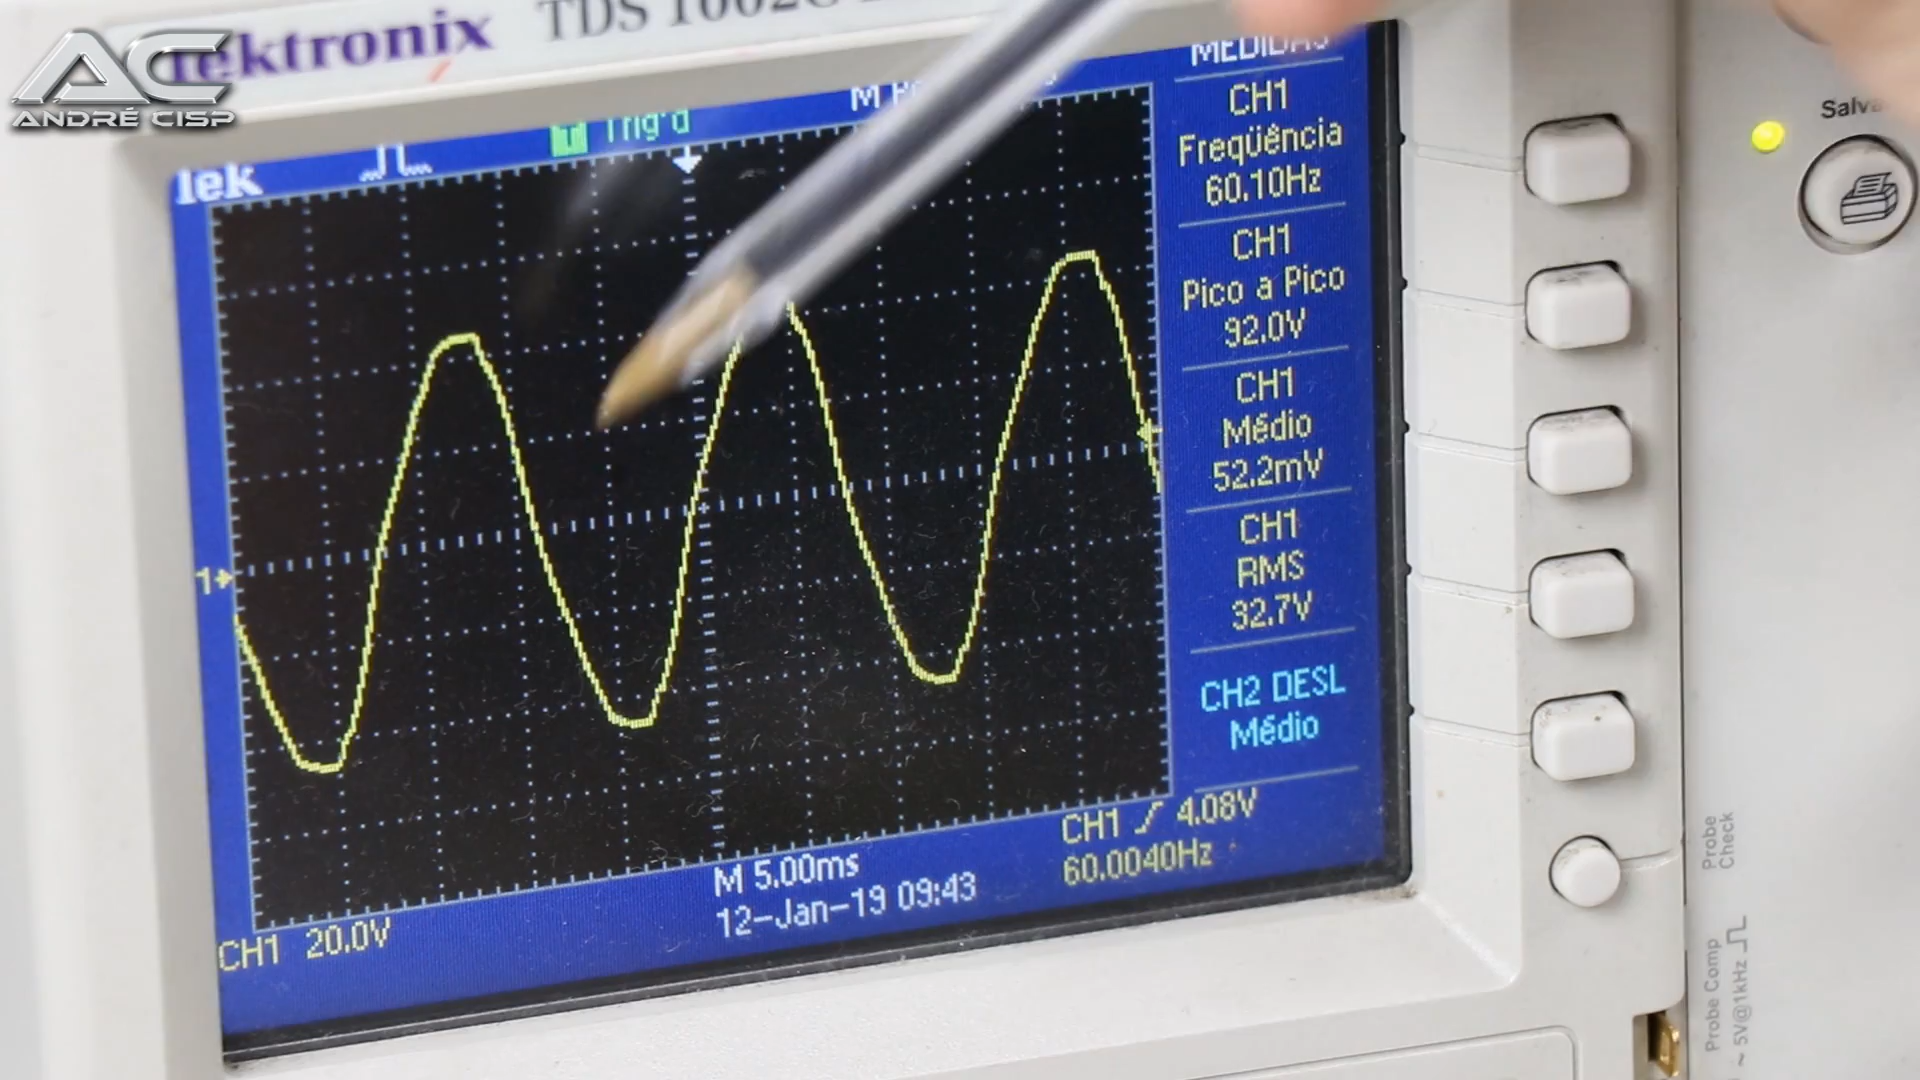 AC
ANDRÉ CISP
Tektronix TDS 1002C
Tek
T Trig'd
M
MEDIDAS
CH1
Freqüência
60.10Hz
CH1
Pico a Pico
92.0V
CH1
Médio
52.2mV
CH1
RMS
32.7V
CH2 DESL
Médio
1
CH1 20.0V
M 5.00ms
12-Jan-19 09:43
CH1 4.08V
60.0040Hz
Probe Check
Probe Comp
~ 5V@1kHz